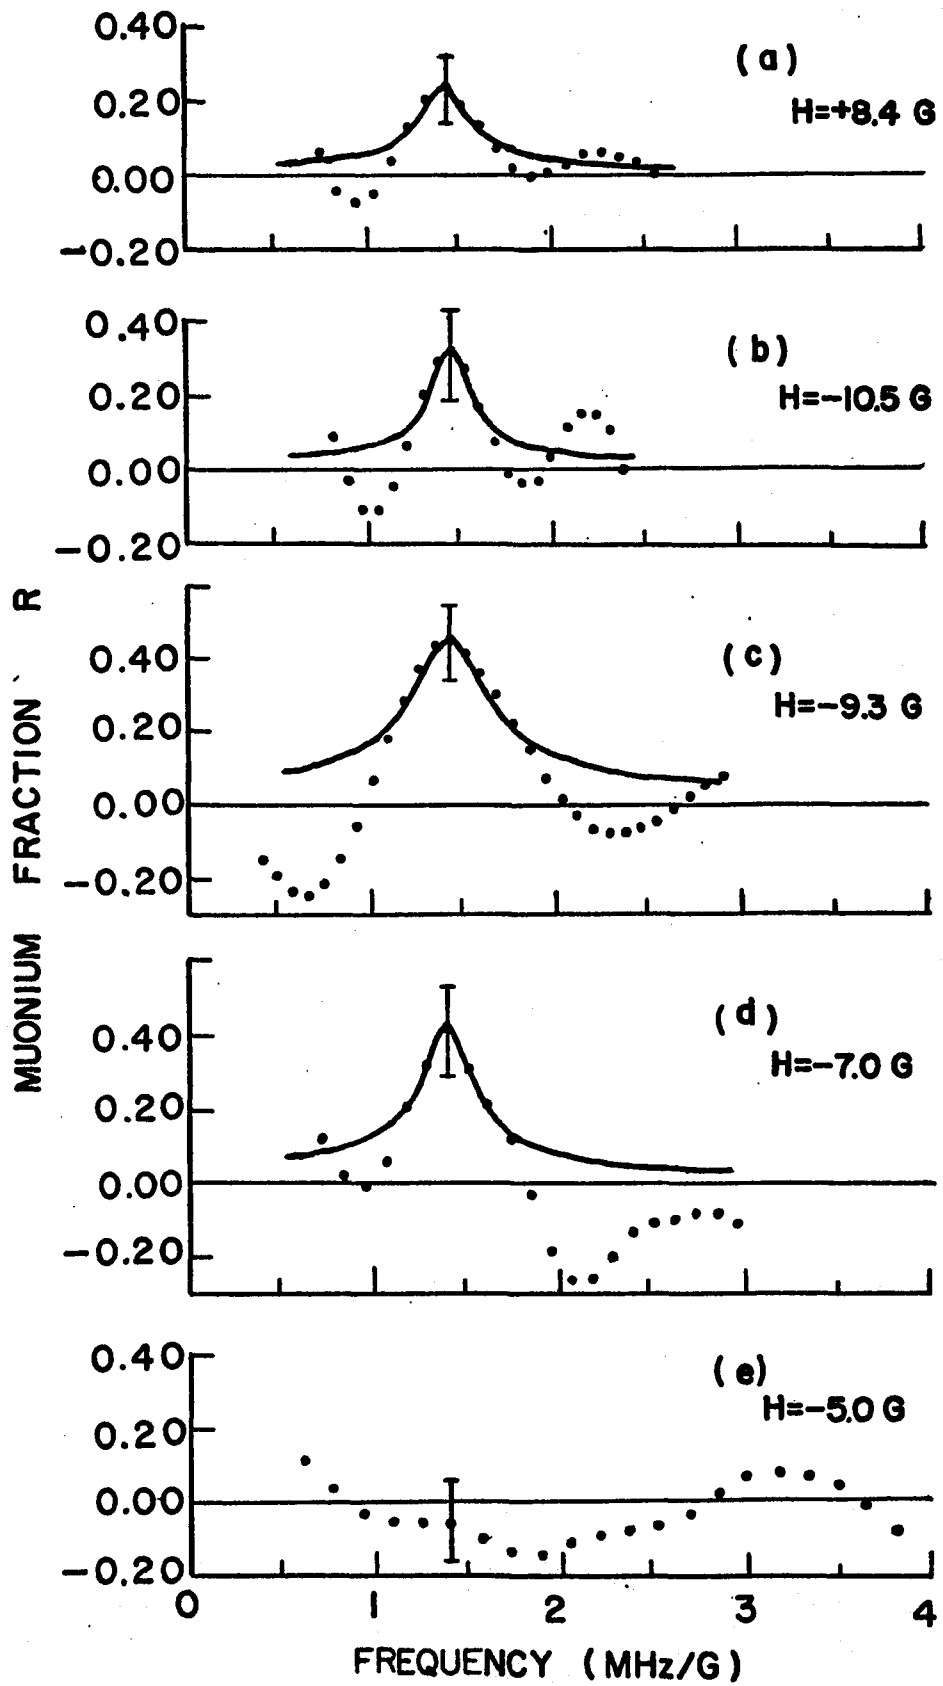 0.40
0.20
0.00
-0.20
(a)
H=+8.4 G
0.40
0.20
0.00
-0.20
(b)
H=-10.5 G
0.40
0.20
0.00
-0.20
(c)
H=-9.3 G
0.40
0.20
0.00
-0.20
(d)
H=-7.0 G
0.40
0.20
0.00
-0.20
(e)
H=-5.0 G
0 1 2 3 4
FREQUENCY (MHz/G)
MUONIUM FRACTION R